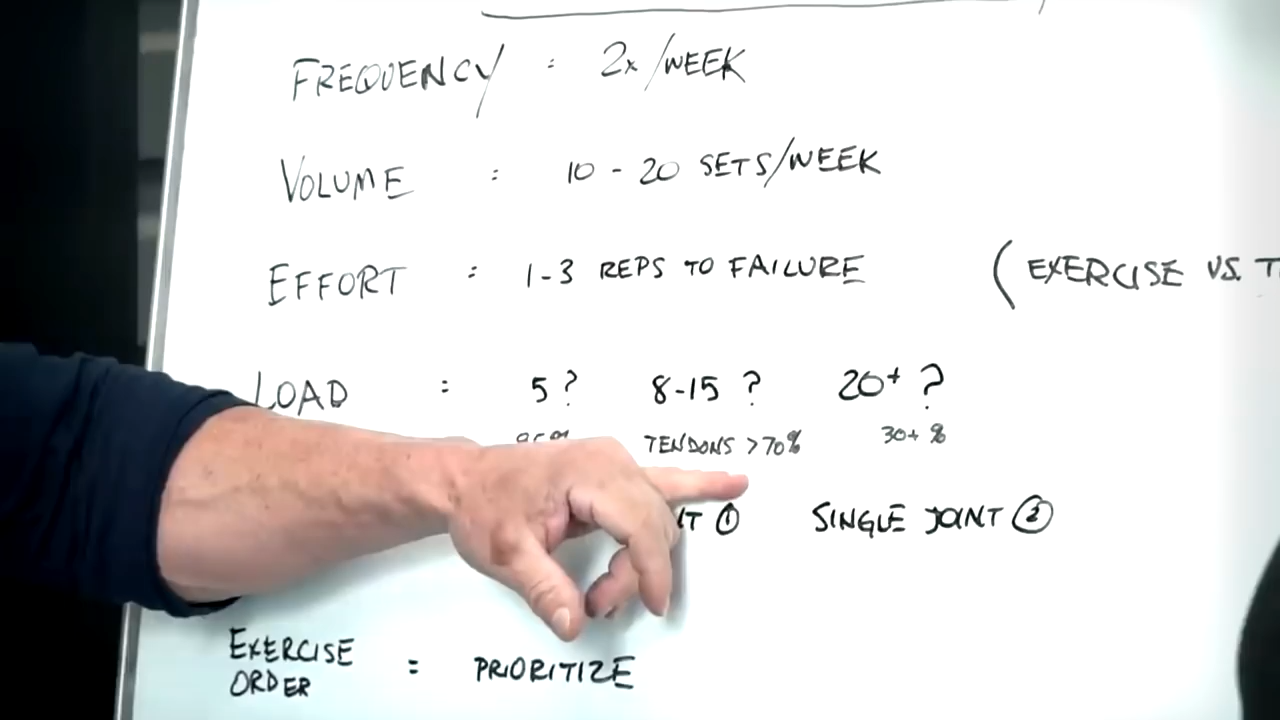 FREQUENCY : 2x/WEEK
VOLUME : 10 - 20 SETS/WEEK
EFFORT : 1-3 REPS TO FAILURE (EXERCISE VS.
LOAD : 5 ? 8-15 ? 20+ ?
TENDONS >70% 30+ %
① SINGLE JOINT ②
EXERCISE
ORDER = PRIORITIZE